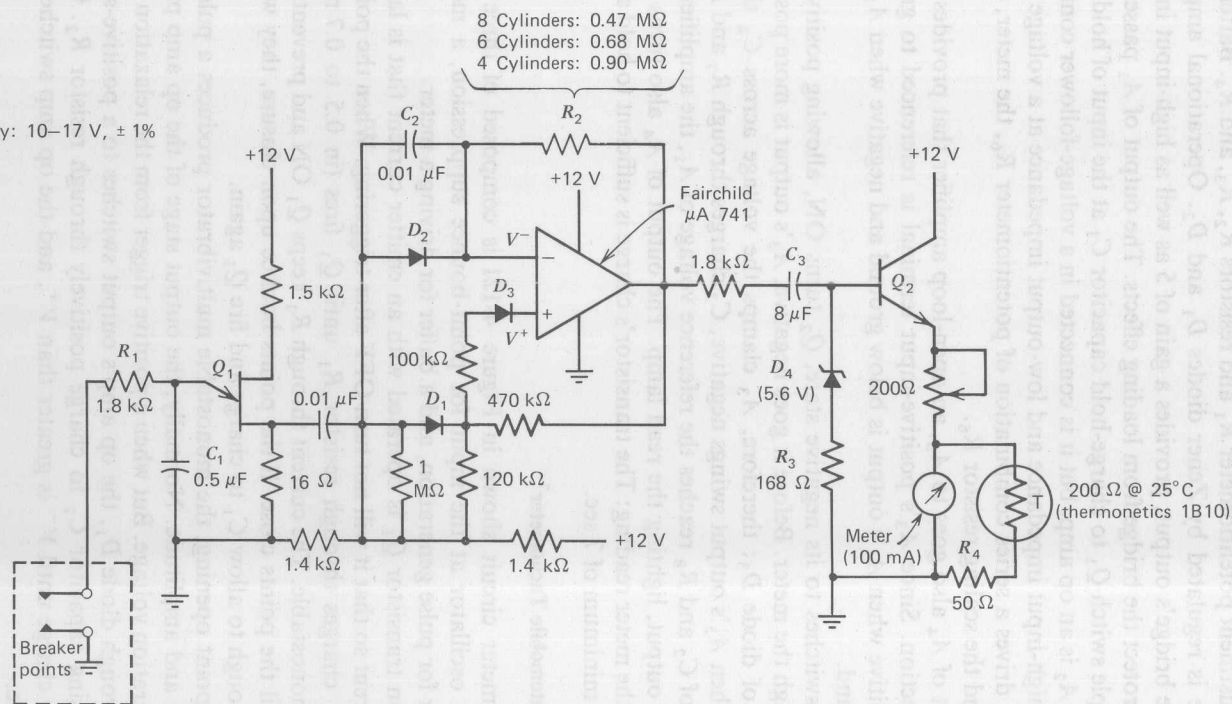 8 Cylinders: 0.47 MΩ
6 Cylinders: 0.68 MΩ
4 Cylinders: 0.90 MΩ
R2
C2
0.01 μF
y: 10–17 V, ± 1%
+12 V
+12 V
+12 V
Fairchild
μA 741
D2
V−
−
D3
+
V+
1.5 kΩ
1.8 kΩ
C3
8 μF
Q2
R1
1.8 kΩ
Q1
0.01 μF
100 kΩ
D1
470 kΩ
D4
(5.6 V)
200Ω
C1
0.5 μF
16 Ω
1
MΩ
120 kΩ
R3
168 Ω
T
200 Ω @ 25°C
(thermonetics 1B10)
Meter
(100 mA)
R4
50 Ω
1.4 kΩ
1.4 kΩ
+12 V
Breaker
points